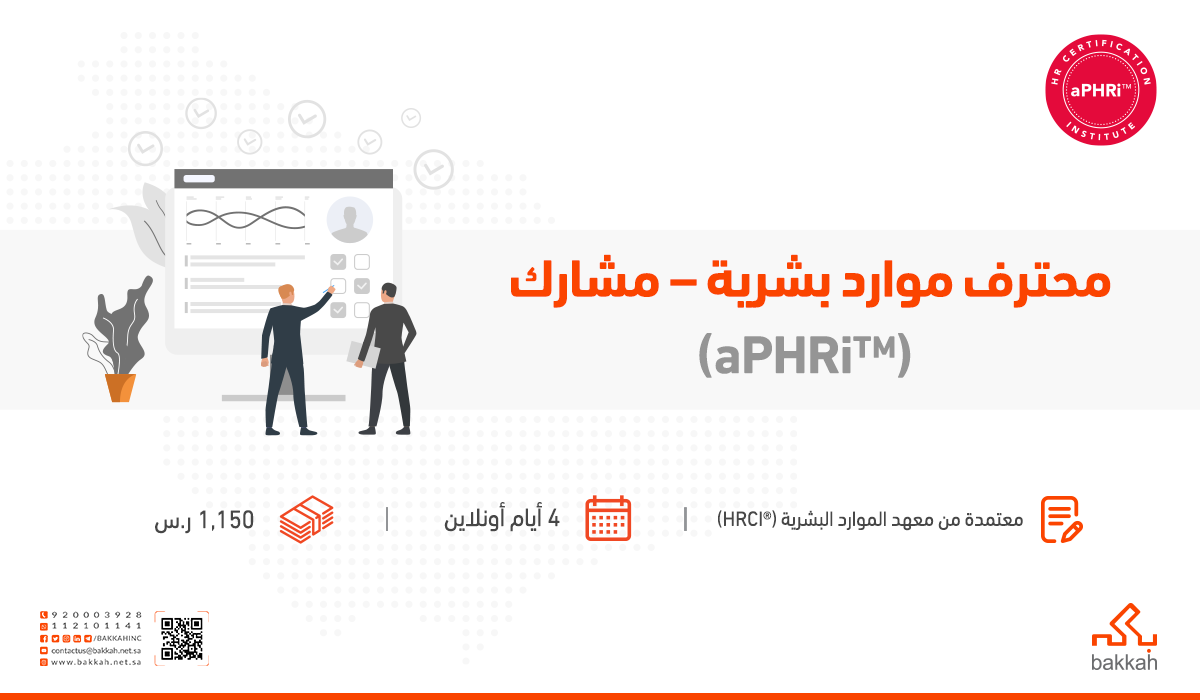 HR CERTIFICATION
aPHRi™
INSTITUTE
محترف موارد بشرية – مشارك
(aPHRi™)
معتمدة من معهد الموارد البشرية (HRCI®)
4 أيام أونلاين
1,150 ر.س
920003928
112101141
/BAKKAHINC
contactus@bakkah.net.sa
www.bakkah.net.sa
بكه
bakkah